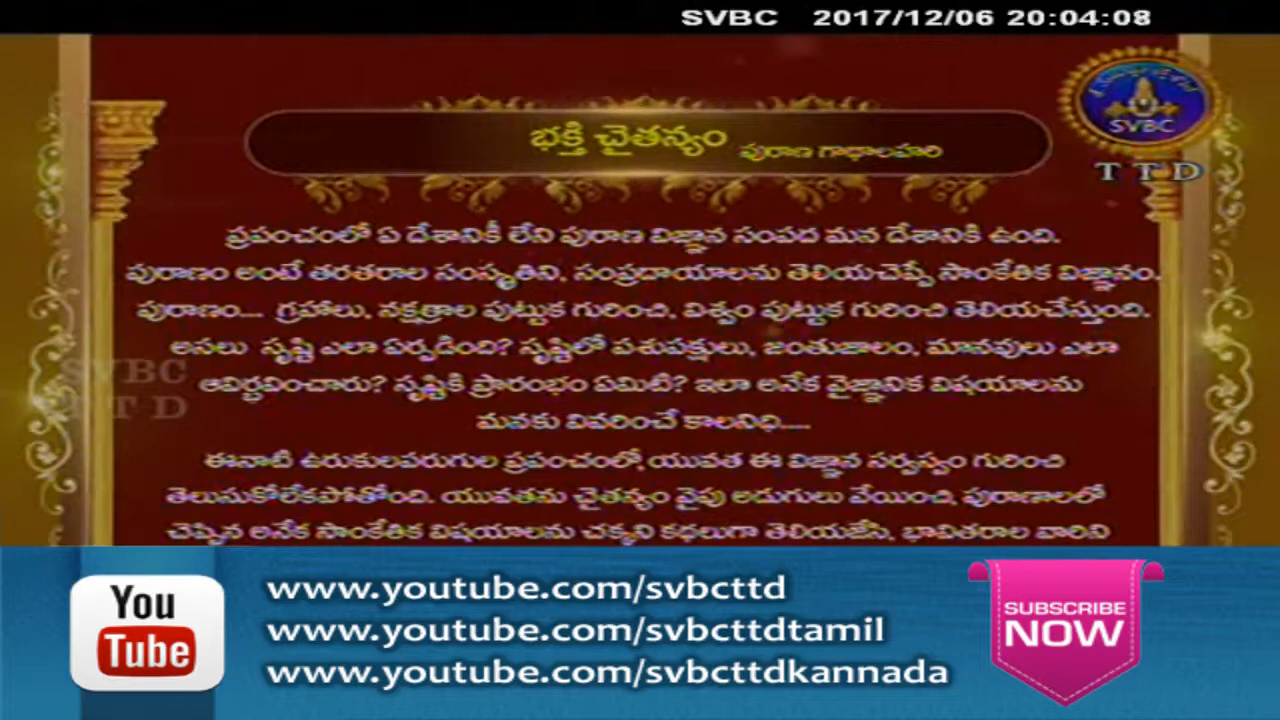 SVBC 2017/12/06 20:04:08
SVBC
T T D
భక్తి చైతన్యం పురాణ గాధాలహరి
ప్రపంచంలో ఏ దేశానికీ లేని పురాణ విజ్ఞాన సంపద మన దేశానికి ఉంది.
పురాణం అంటే తరతరాల సంస్కృతిని, సంప్రదాయాలను తెలియచెప్పే సాంకేతిక విజ్ఞానం.
పురాణం... గ్రహాలు, నక్షత్రాల పుట్టుక గురించి, విశ్వం పుట్టుక గురించి తెలియచేస్తుంది.
అసలు సృష్టి ఎలా ఏర్పడింది? సృష్టిలో పశుపక్షులు, జంతుజాలం, మానవులు ఎలా
ఆవిర్భవించారు? సృష్టికి ప్రారంభం ఏమిటి? ఇలా అనేక వైజ్ఞానిక విషయాలను
మనకు వివరించే కాలనిధి....
SVBC
T T D
ఈనాటి ఉరుకులపరుగుల ప్రపంచంలో, యువత ఈ విజ్ఞాన సర్వస్వం గురించి
తెలుసుకోలేకపోతోంది. యువతను చైతన్యం వైపు అడుగులు వేయించి, పురాణాలలో
చెప్పిన అనేక సాంకేతిక విషయాలను చక్కని కథలుగా తెలియజేసి, భావితరాల వారిని
You
Tube
www.youtube.com/svbcttd
www.youtube.com/svbcttdtamil
www.youtube.com/svbcttdkannada
SUBSCRIBE
NOW